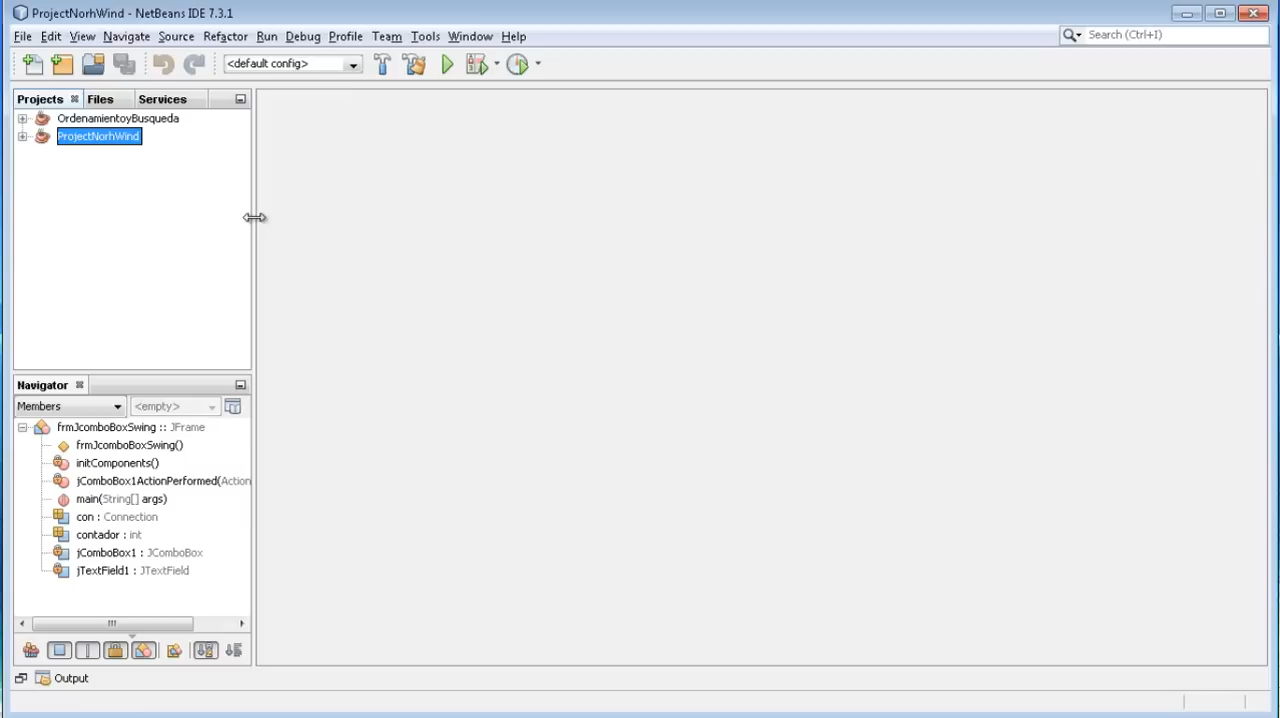 ProjectNorhWind - NetBeans IDE 7.3.1
File Edit View Navigate Source Refactor Run Debug Profile Team Tools Window Help
Search (Ctrl+I)
<default config>
Projects Files Services
OrdenamientoyBusqueda
ProjectNorhWind
Navigator
Members <empty>
frmJcomboBoxSwing :: JFrame
frmJcomboBoxSwing()
initComponents()
jComboBox1ActionPerformed(Action
main(String[] args)
con : Connection
contador : int
jComboBox1 : JComboBox
jTextField1 : JTextField
Output